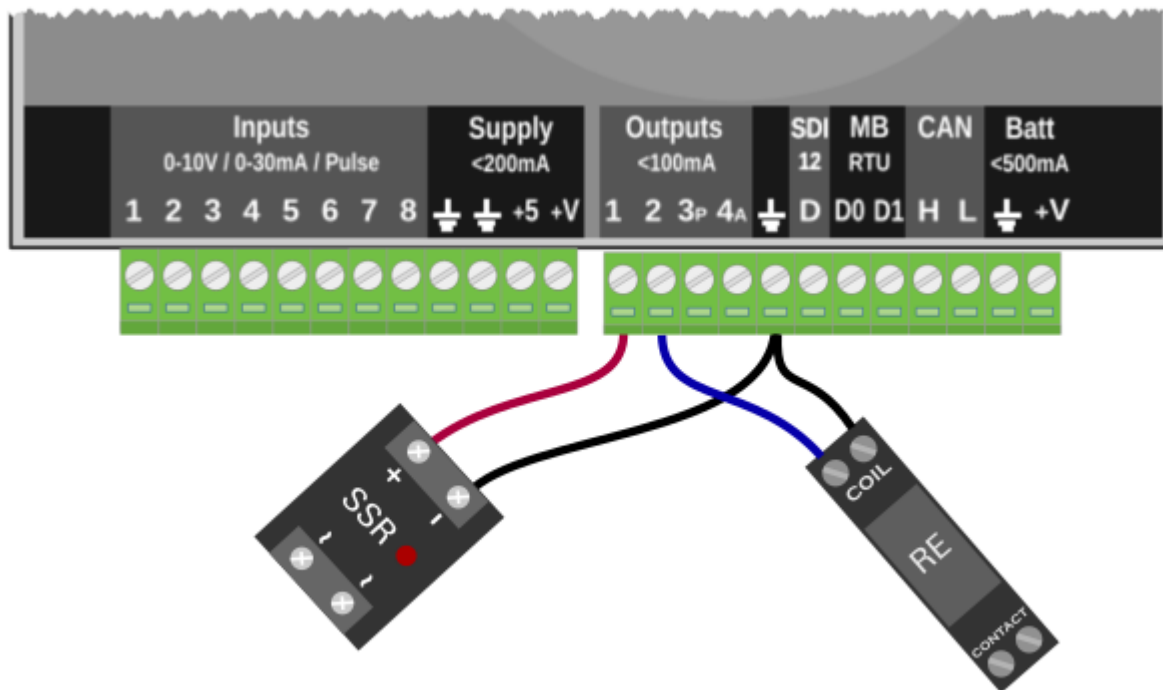 Inputs
0-10V / 0-30mA / Pulse
1 2 3 4 5 6 7 8
Supply
<200mA
+5 +V
Outputs
<100mA
1 2 3P 4A
SDI
12
D
MB
RTU
D0 D1
CAN
H L
Batt
<500mA
+V
+
−
SSR
~
~
COIL
RE
CONTACT